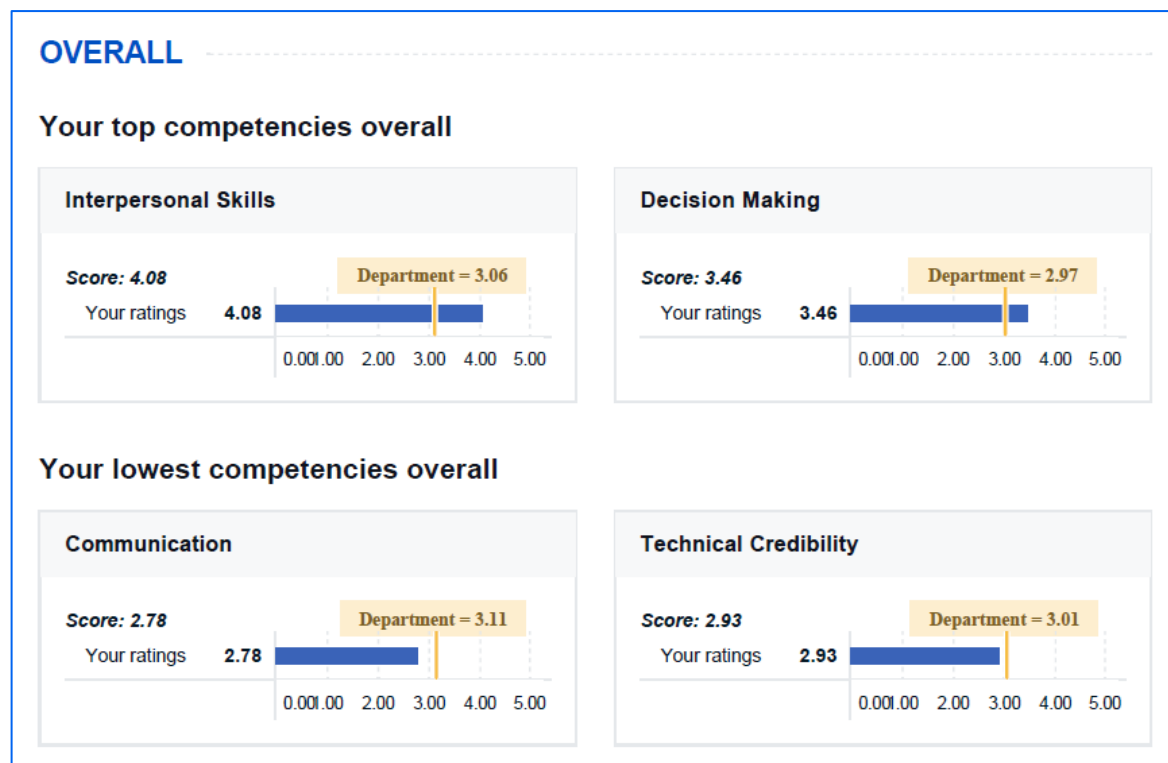 OVERALL
Your top competencies overall
Interpersonal Skills
Score: 4.08
Department = 3.06
Your ratings 4.08
0.00 1.00 2.00 3.00 4.00 5.00
Decision Making
Score: 3.46
Department = 2.97
Your ratings 3.46
0.00 1.00 2.00 3.00 4.00 5.00
Your lowest competencies overall
Communication
Score: 2.78
Department = 3.11
Your ratings 2.78
0.00 1.00 2.00 3.00 4.00 5.00
Technical Credibility
Score: 2.93
Department = 3.01
Your ratings 2.93
0.00 1.00 2.00 3.00 4.00 5.00